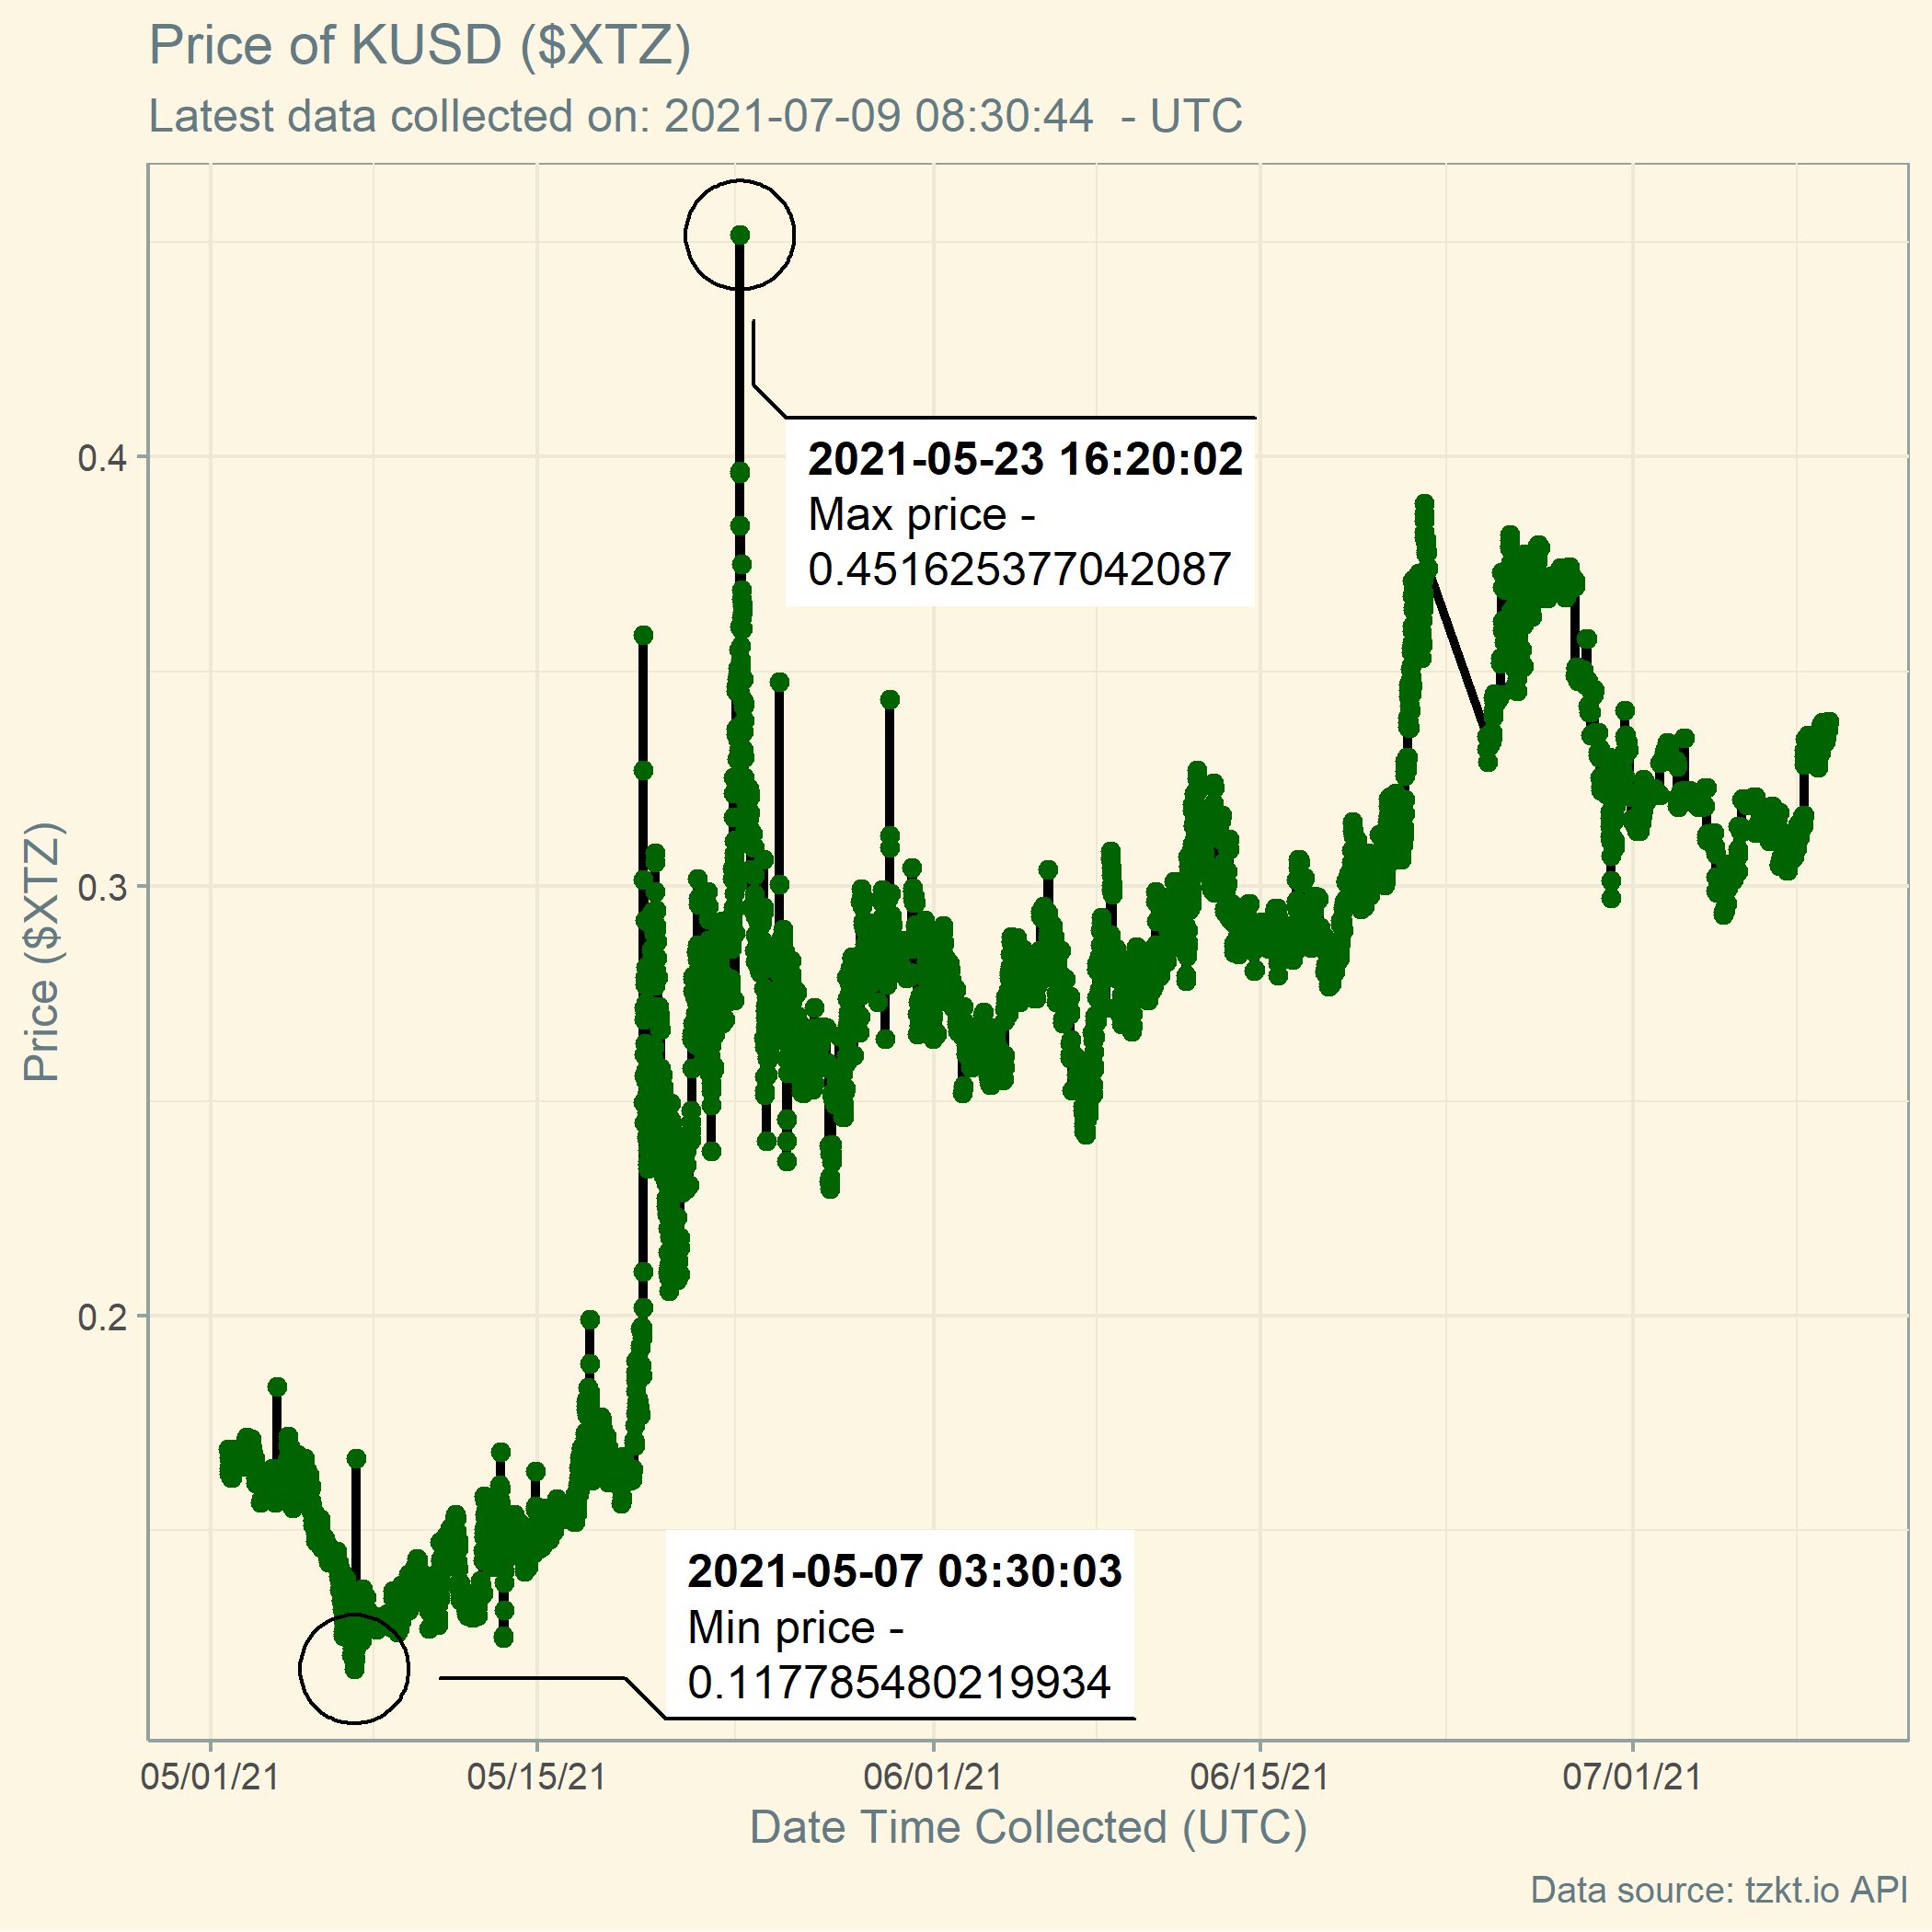 Price of KUSD ($XTZ)
Latest data collected on: 2021-07-09 08:30:44  - UTC
2021-05-23 16:20:02
Max price -
0.451625377042087
0.4
0.3
0.2
Price ($XTZ)
2021-05-07 03:30:03
Min price -
0.117785480219934
05/01/21
05/15/21
06/01/21
06/15/21
07/01/21
Date Time Collected (UTC)
Data source: tzkt.io API